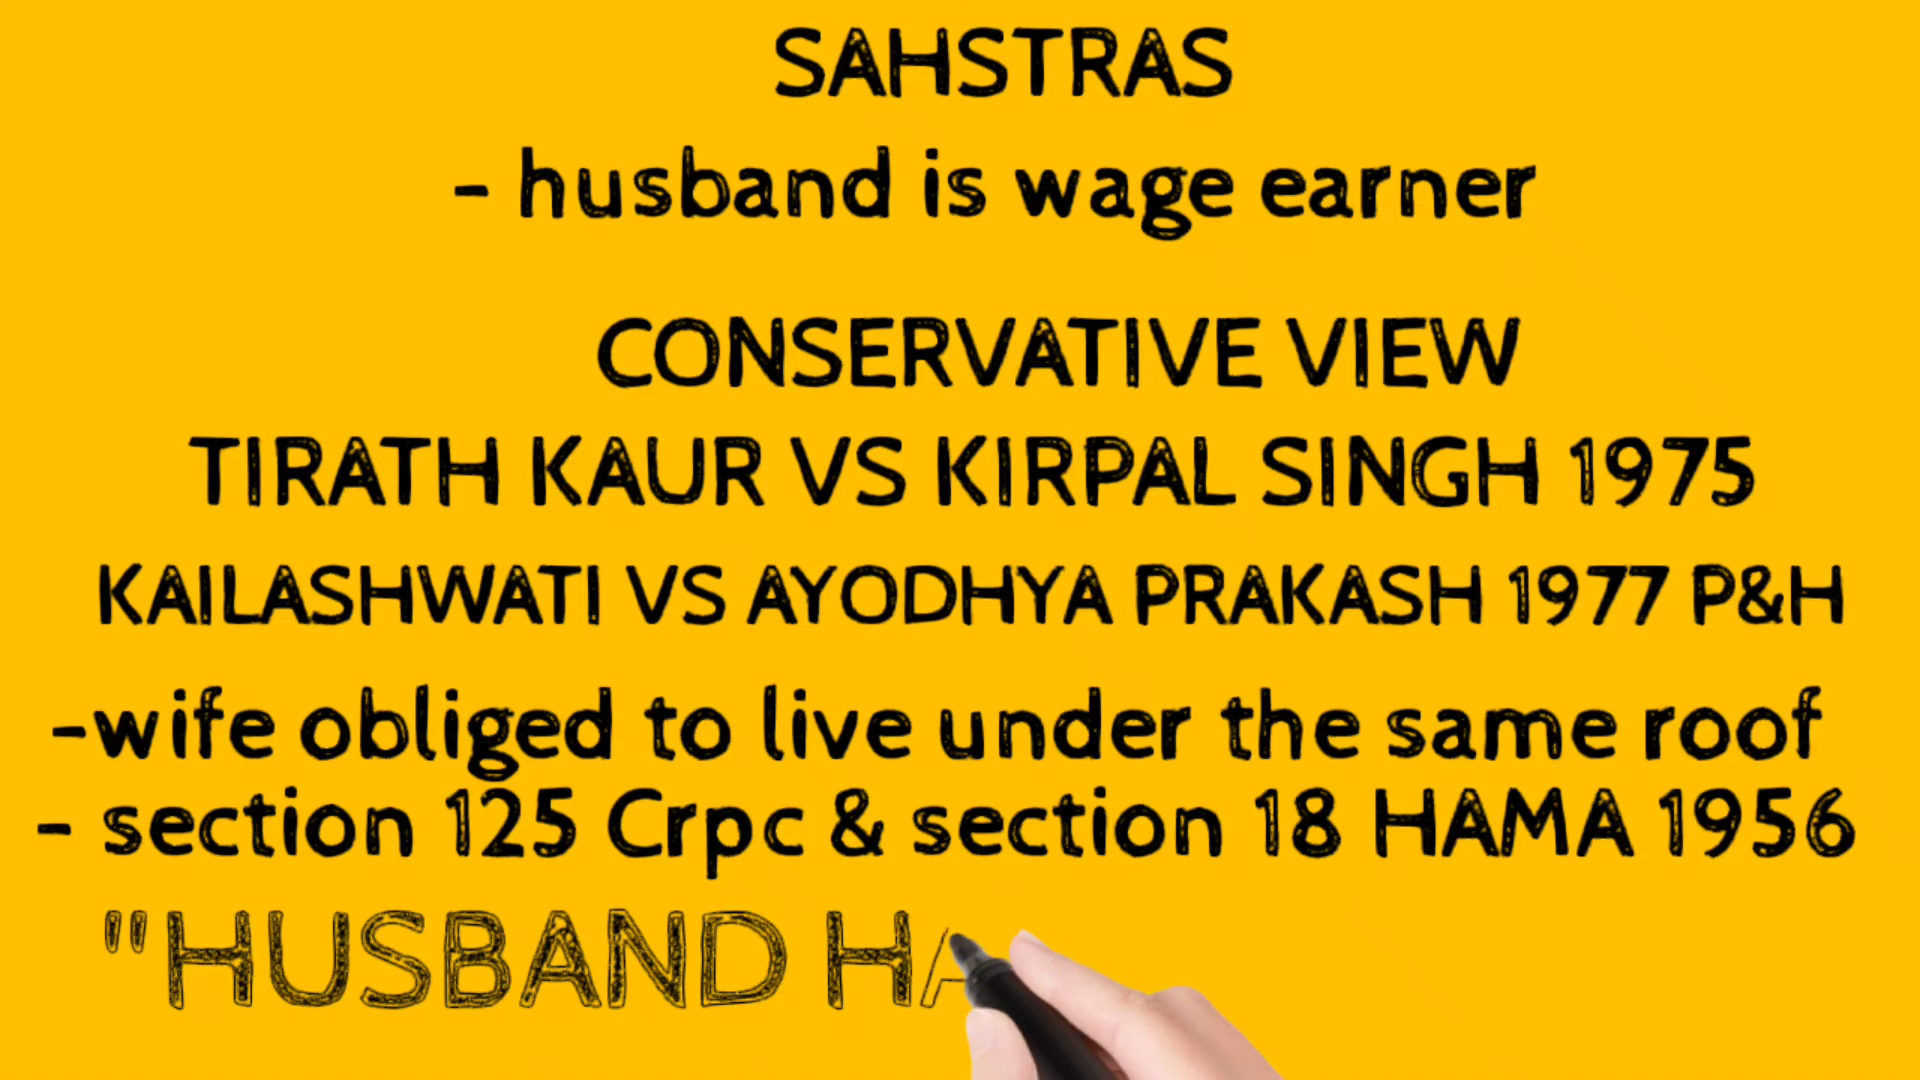 SAHSTRAS
- husband is wage earner
CONSERVATIVE VIEW
TIRATH KAUR VS KIRPAL SINGH 1975
KAILASHWATI VS AYODHYA PRAKASH 1977 P&H
-wife obliged to live under the same roof
- section 125 Crpc & section 18 HAMA 1956
"HUSBAND HA